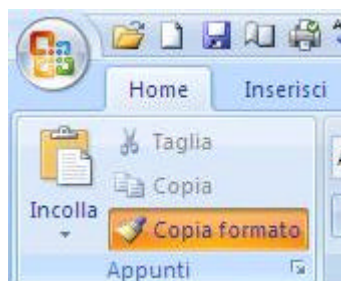 Home Inserisci
Taglia
Copia
Incolla
Copia formato
Appunti